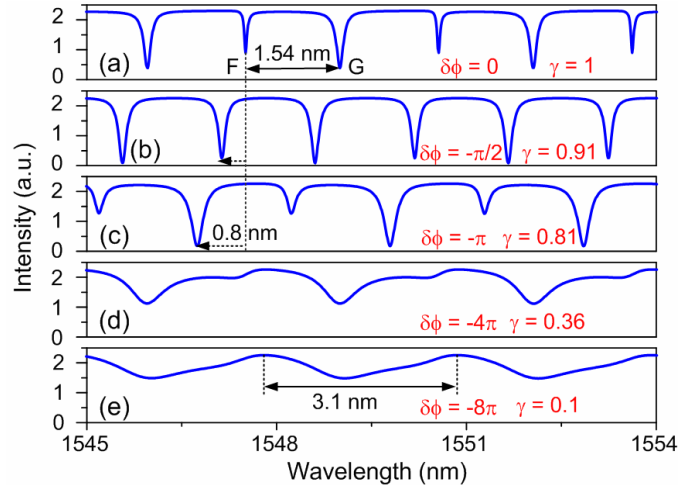 2
1
0
(a)
F
1.54 nm
G
δϕ = 0 γ = 1
2
1
0
(b)
δϕ = -π/2 γ = 0.91
2
1
0
(c)
0.8 nm
δϕ = -π γ = 0.81
2
1
0
(d)
δϕ = -4π γ = 0.36
2
1
0
(e)
3.1 nm
δϕ = -8π γ = 0.1
1545 1548 1551 1554
Wavelength (nm)
Intensity (a.u.)